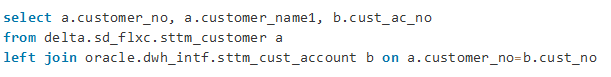 select a.customer_no, a.customer_name1, b.cust_ac_no
from delta.sd_flxc.sttm_customer a
left join oracle.dwh_intf.sttm_cust_account b on a.customer_no=b.cust_no